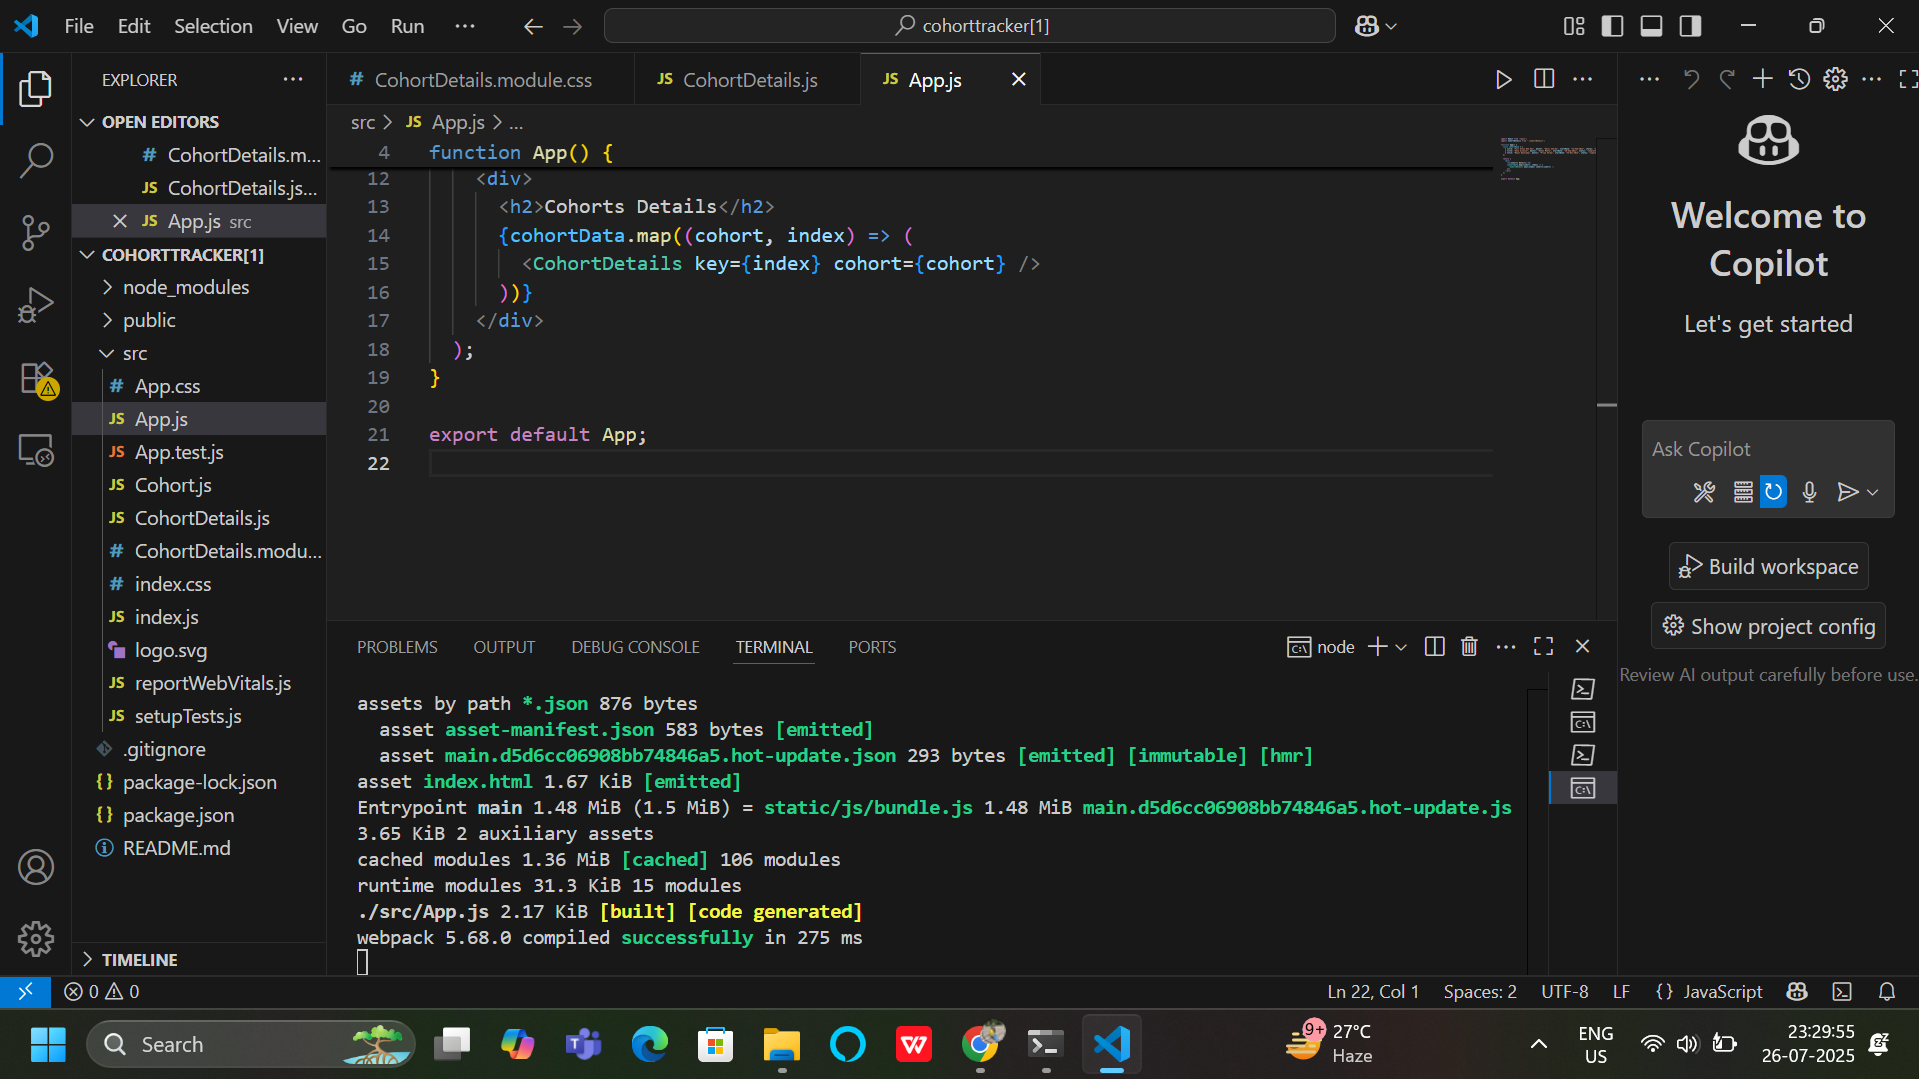 File Edit Selection View Go Run ··· cohorttracker[1]
EXPLORER
OPEN EDITORS
# CohortDetails.m...
JS CohortDetails.js...
JS App.js src
COHORTTRACKER[1]
node_modules
public
src
# App.css
JS App.js
JS App.test.js
JS Cohort.js
JS CohortDetails.js
# CohortDetails.modu...
# index.css
JS index.js
logo.svg
JS reportWebVitals.js
JS setupTests.js
.gitignore
{} package-lock.json
{} package.json
README.md
TIMELINE
# CohortDetails.module.css JS CohortDetails.js JS App.js
src > JS App.js > ...
4 function App() {
12 <div>
13 <h2>Cohorts Details</h2>
14 {cohortData.map((cohort, index) => (
15 <CohortDetails key={index} cohort={cohort} />
16 ))}
17 </div>
18 );
19 }
20
21 export default App;
22
PROBLEMS OUTPUT DEBUG CONSOLE TERMINAL PORTS node
assets by path *.json 876 bytes
asset asset-manifest.json 583 bytes [emitted]
asset main.d5d6cc06908bb74846a5.hot-update.json 293 bytes [emitted] [immutable] [hmr]
asset index.html 1.67 KiB [emitted]
Entrypoint main 1.48 MiB (1.5 MiB) = static/js/bundle.js 1.48 MiB main.d5d6cc06908bb74846a5.hot-update.js
3.65 KiB 2 auxiliary assets
cached modules 1.36 MiB [cached] 106 modules
runtime modules 31.3 KiB 15 modules
./src/App.js 2.17 KiB [built] [code generated]
webpack 5.68.0 compiled successfully in 275 ms
Welcome to
Copilot
Let's get started
Ask Copilot
Build workspace
Show project config
Review AI output carefully before use.
0 0 Ln 22, Col 1 Spaces: 2 UTF-8 LF {} JavaScript
Search
9+
27°C
Haze
ENG
US
23:29:55
26-07-2025